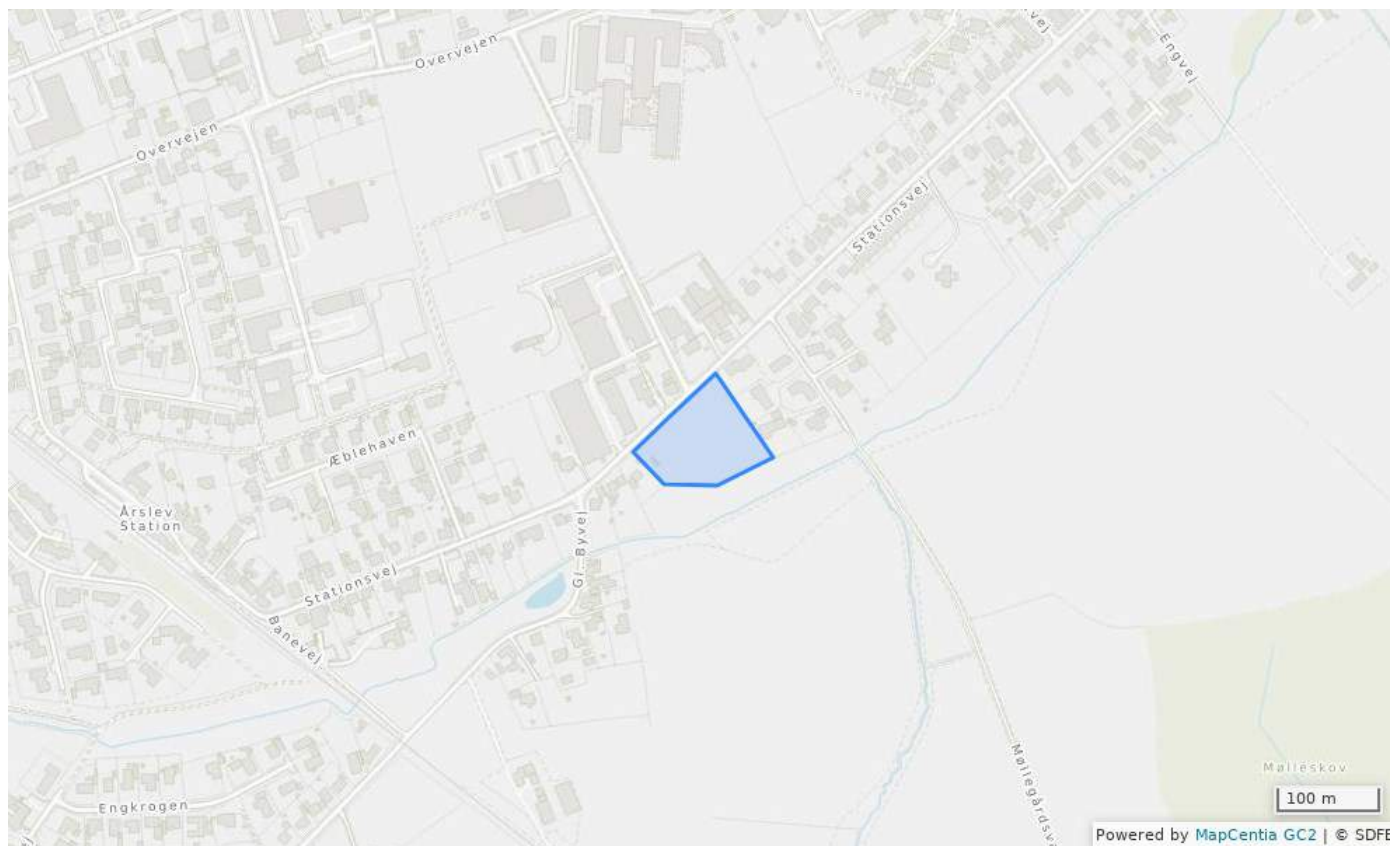 Overvejen
Engvej
Overvejen
Stationsvej
Æblehaven
Årslev
Station
Gl. Byvej
Stationsvej
Banevej
Møllegårdsv
Mølleskov
Engkrogen
100 m
Powered by MapCentia GC2 | © SDFE